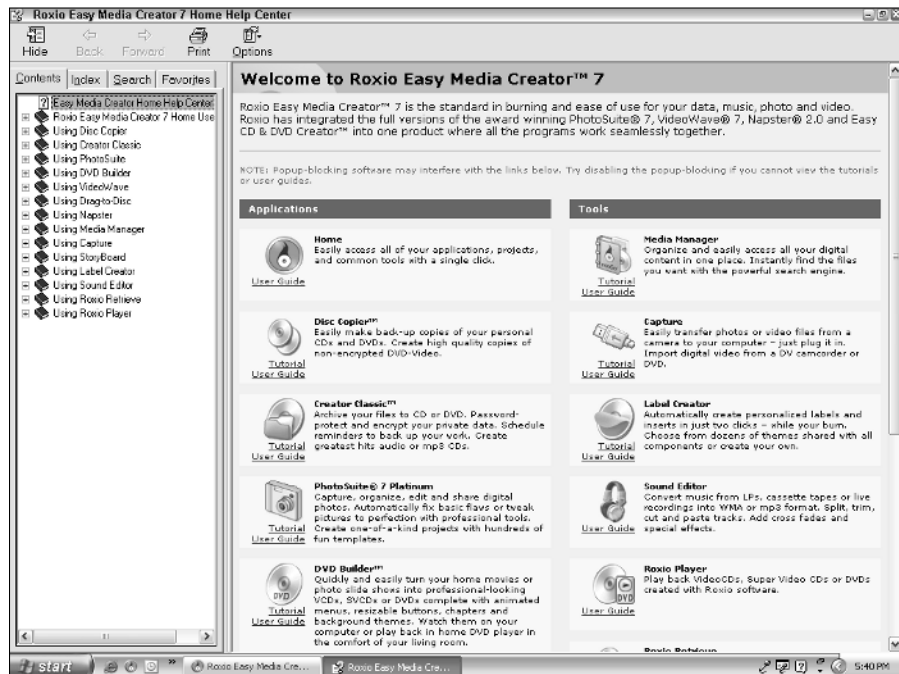 Roxio Easy Media Creator 7 Home Help Center
Hide
Back
Forward
Print
Options
Contents
Index
Search
Favorites
Easy Media Creator Home Help Center
Roxio Easy Media Creator 7 Home Use
Using Disc Copier
Using Creator Classic
Using PhotoSuite
Using DVD Builder
Using VideoWave
Using Drag-to-Disc
Using Napster
Using Media Manager
Using Capture
Using StoryBoard
Using Label Creator
Using Sound Editor
Using Roxio Retrieve
Using Roxio Player
Welcome to Roxio Easy Media Creator™ 7
Roxio Easy Media Creator™ 7 is the standard in burning and ease of use for your data, music, photo and video.
Roxio has integrated the full versions of the award winning PhotoSuite® 7, VideoWave® 7, Napster® 2.0 and Easy
CD & DVD Creator™ into one product where all the programs work seamlessly together.
NOTE: Popup-blocking software may interfere with the links below. Try disabling the popup-blocking if you cannot view the tutorials
or user guides.
Applications
Home
Easily access all of your applications, projects,
and common tools with a single click.
User Guide
Disc Copier™
Easily make back-up copies of your personal
CDs and DVDs. Create high quality copies of
non-encrypted DVD-Video.
Tutorial
User Guide
Creator Classic™
Archive your files to CD or DVD. Password-
protect and encrypt your private data. Schedule
reminders to back up your work. Create
Tutorial greatest hits audio or mp3 CDs.
User Guide
PhotoSuite® 7 Platinum
Capture, organize, edit and share digital
photos. Automatically fix basic flaws or tweak
pictures to perfection with professional tools.
Tutorial Create one-of-a-kind projects with hundreds of
User Guide fun templates.
DVD Builder™
Quickly and easily turn your home movies or
photo slide shows into professional-looking
VCDs, SVCDs or DVDs complete with animated
Tutorial menus, resizable buttons, chapters and
User Guide background themes. Watch them on your
computer or play back in home DVD player in
the comfort of your living room.
Tools
Media Manager
Organize and easily access all your digital
content in one place. Instantly find the files
you want with the powerful search engine.
Tutorial
User Guide
Capture
Easily transfer photos or video files from a
camera to your computer – just plug it in.
Import digital video from a DV camcorder or
Tutorial DVD.
User Guide
Label Creator
Automatically create personalized labels and
inserts in just two clicks – while your burn.
Choose from dozens of themes shared with all
Tutorial components or create your own.
User Guide
Sound Editor
Convert music from LPs, cassette tapes or live
recordings into WMA or mp3 format. Split, trim,
cut and paste tracks. Add cross fades and
User Guide special effects.
Roxio Player
Play back VideoCDs, Super Video CDs or DVDs
created with Roxio software.
DVD
User Guide
Roxio Retrieve
start
Roxio Easy Media Cre...
Roxio Easy Media Cre...
5:40 PM